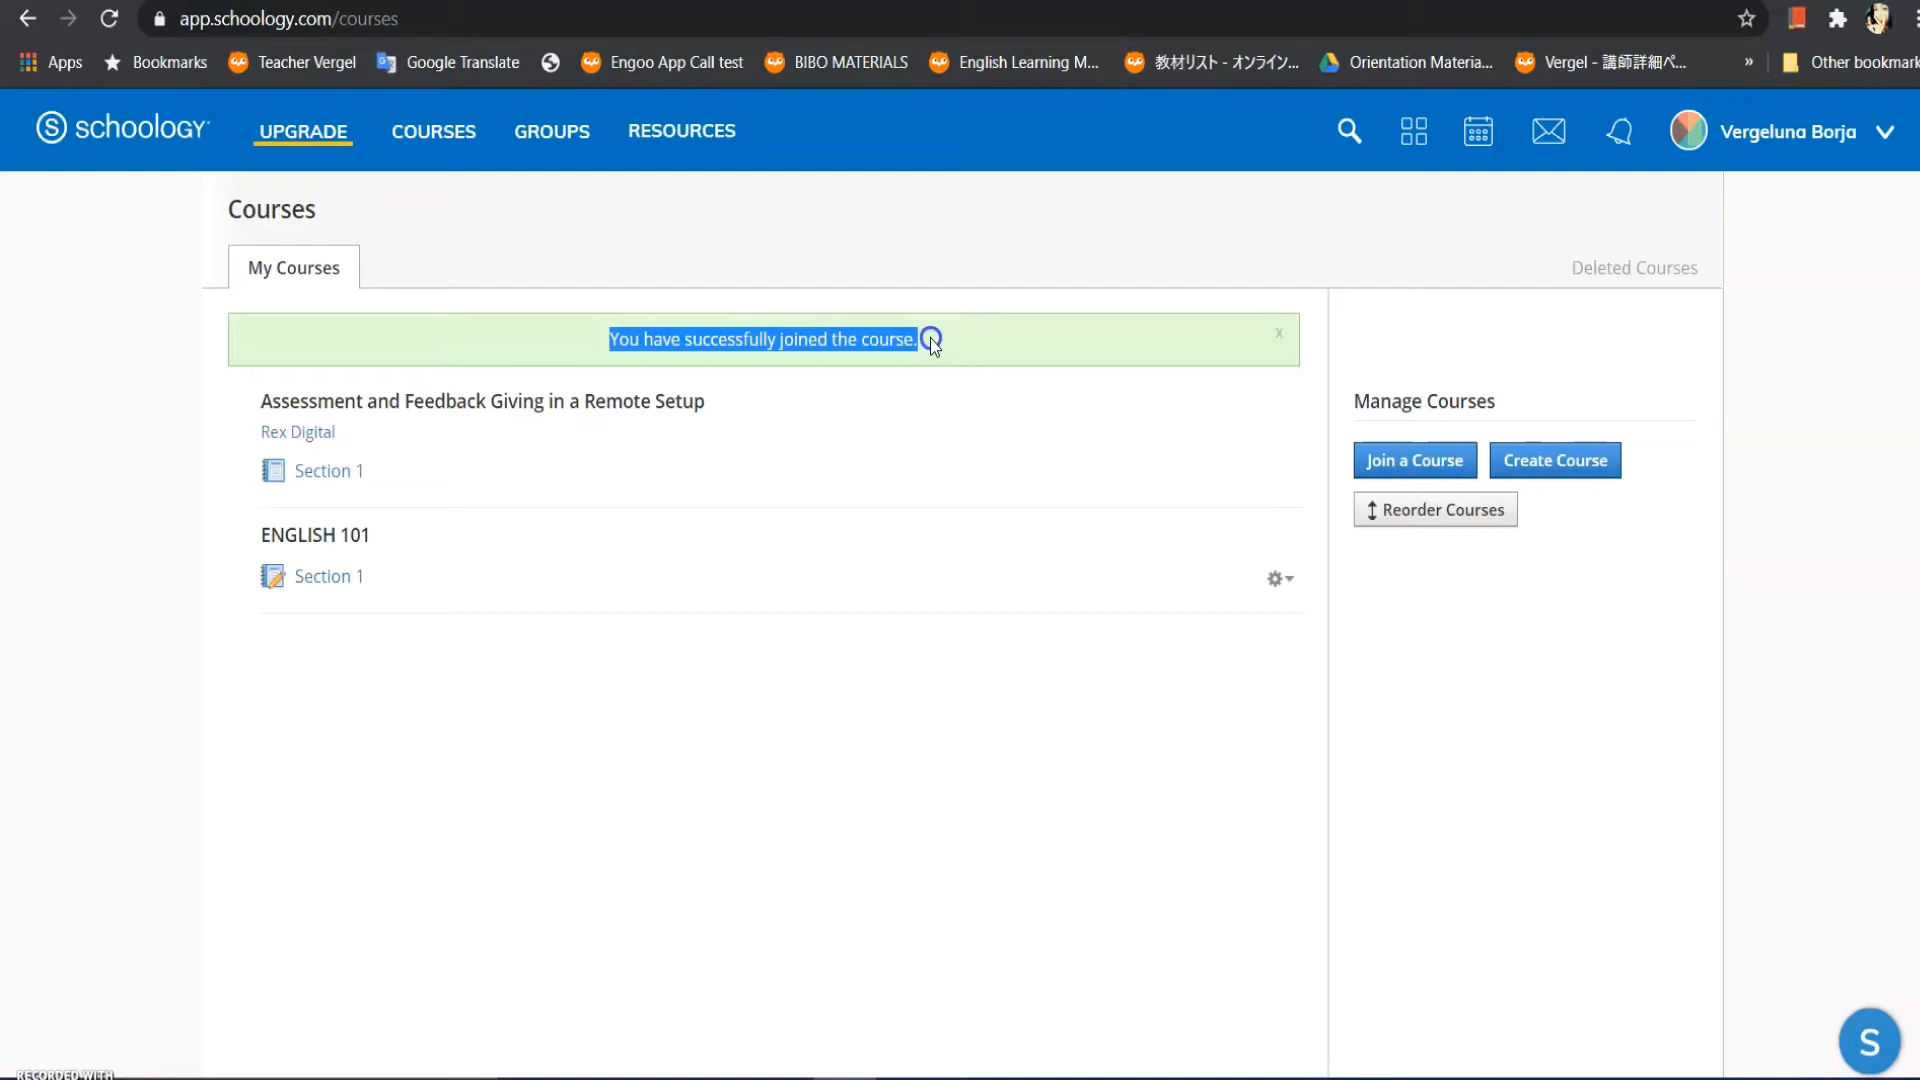 app.schoology.com/courses
Apps Bookmarks Teacher Vergel Google Translate Engoo App Call test BIBO MATERIALS English Learning M... 教材リスト - オンライン... Orientation Materia... Vergel - 講師詳細ペ... » Other bookmark
schoology UPGRADE COURSES GROUPS RESOURCES Vergeluna Borja
Courses
My Courses Deleted Courses
You have successfully joined the course. x
Assessment and Feedback Giving in a Remote Setup
Rex Digital
Section 1
ENGLISH 101
Section 1
Manage Courses
Join a Course Create Course
Reorder Courses
S
RECORDED WITH